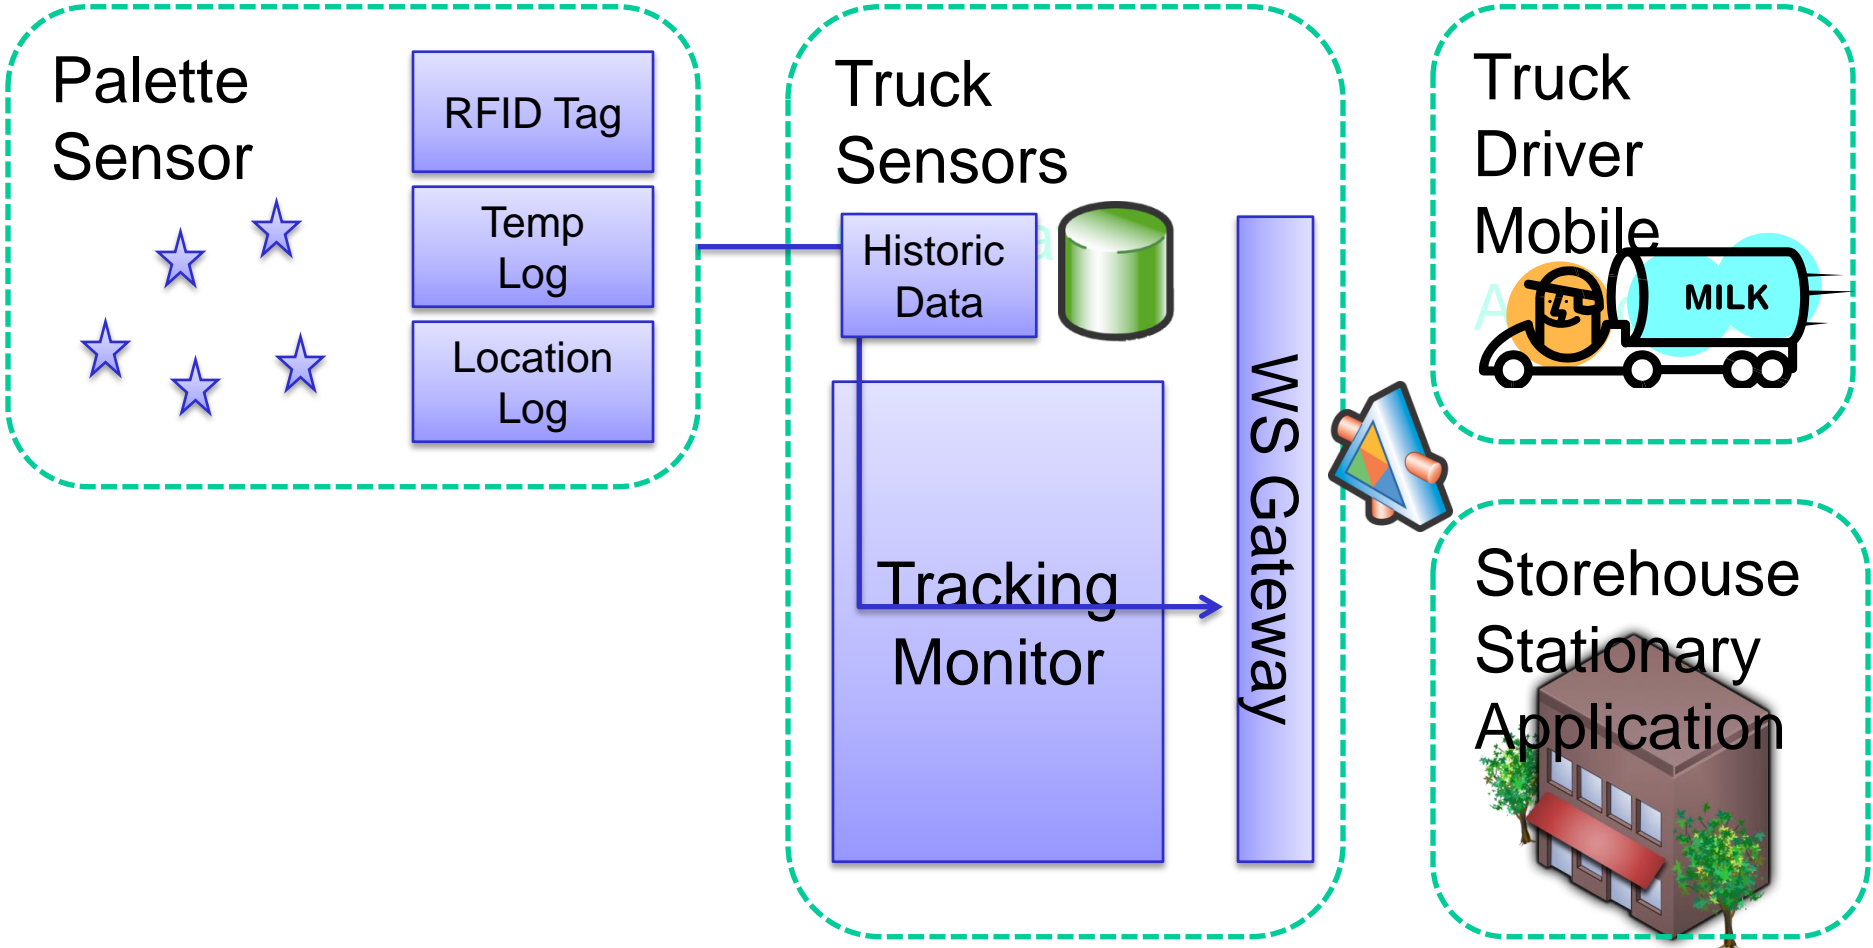 Palette
Sensor
RFID Tag
Temp
Log
Location
Log
Truck
Sensors
Historic
Data
Tracking
Monitor
WS Gateway
Truck
Driver
Mobile
MILK
Storehouse
Stationary
Application